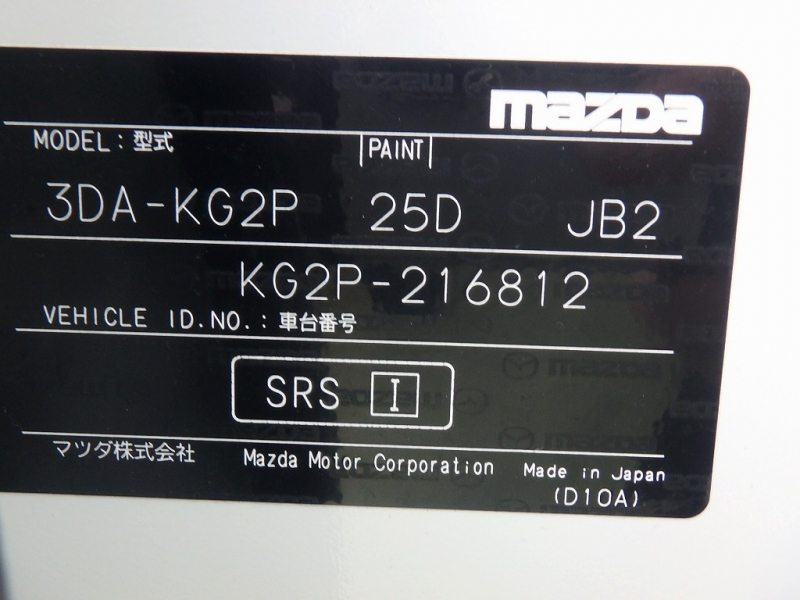 mazda
MODEL：型式 PAINT
3DA-KG2P 25D JB2
KG2P-216812
VEHICLE ID.NO.：車台番号
SRS I
マツダ株式会社 Mazda Motor Corporation Made in Japan
(D10A)